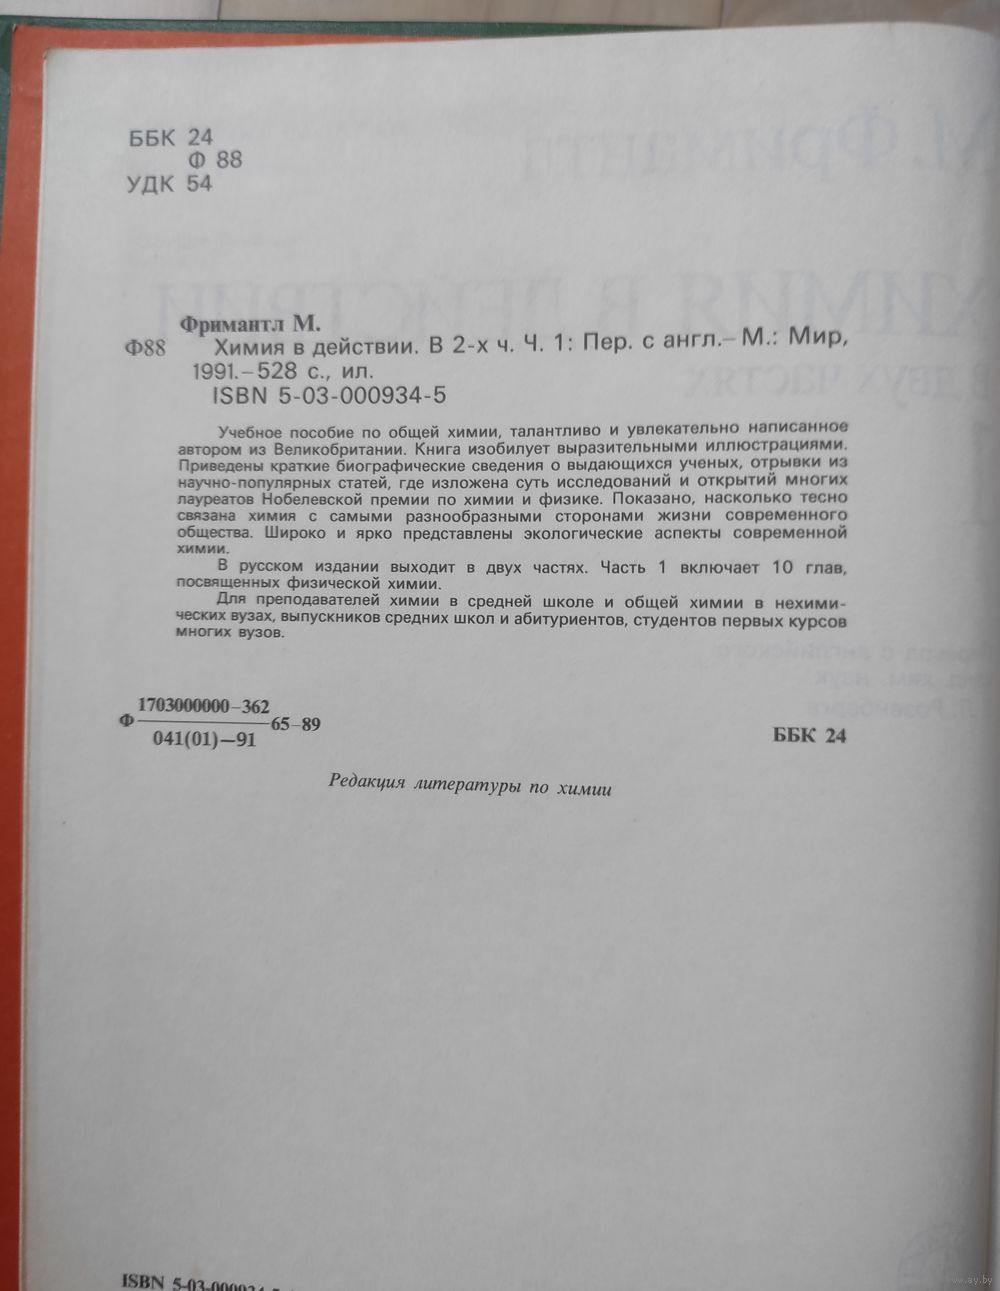 ББК 24
Ф 88
УДК 54
Фримантл М.
Ф88 Химия в действии. В 2-х ч. Ч. 1: Пер. с англ.– М.: Мир,
1991.–528 с., ил.
ISBN 5-03-000934-5
Учебное пособие по общей химии, талантливо и увлекательно написанное
автором из Великобритании. Книга изобилует выразительными иллюстрациями.
Приведены краткие биографические сведения о выдающихся ученых, отрывки из
научно-популярных статей, где изложена суть исследований и открытий многих
лауреатов Нобелевской премии по химии и физике. Показано, насколько тесно
связана химия с самыми разнообразными сторонами жизни современного
общества. Широко и ярко представлены экологические аспекты современной
химии.
В русском издании выходит в двух частях. Часть 1 включает 10 глав,
посвященных физической химии.
Для преподавателей химии в средней школе и общей химии в нехими-
ческих вузах, выпускников средних школ и абитуриентов, студентов первых курсов
многих вузов.
1703000000–362
Ф 65–89
041(01)—91
ББК 24
Редакция литературы по химии
ISBN
www.ay.by